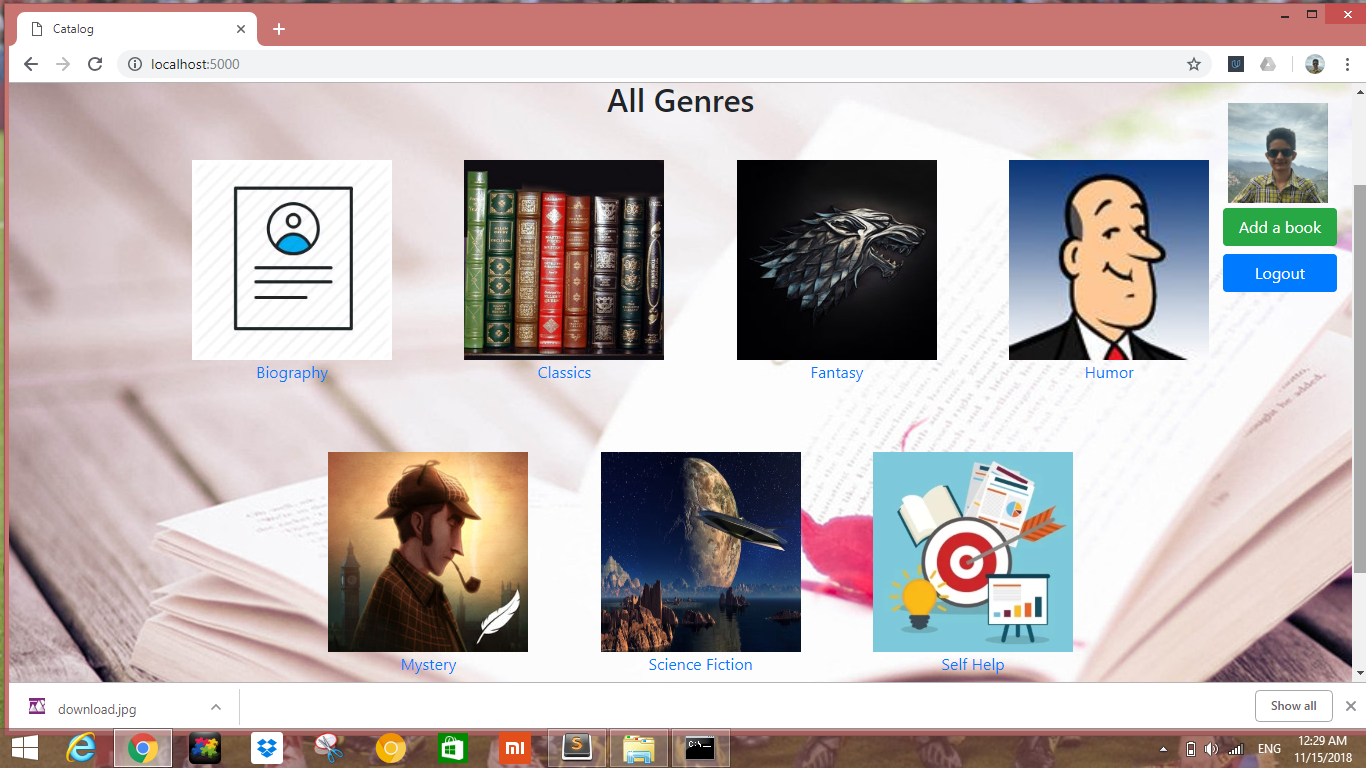 Catalog
localhost:5000
All Genres
Add a book
Logout
Biography
Classics
Fantasy
Humor
Mystery
Science Fiction
Self Help
download.jpg
Show all
mi
S
C:\_
ENG
12:29 AM
11/15/2018